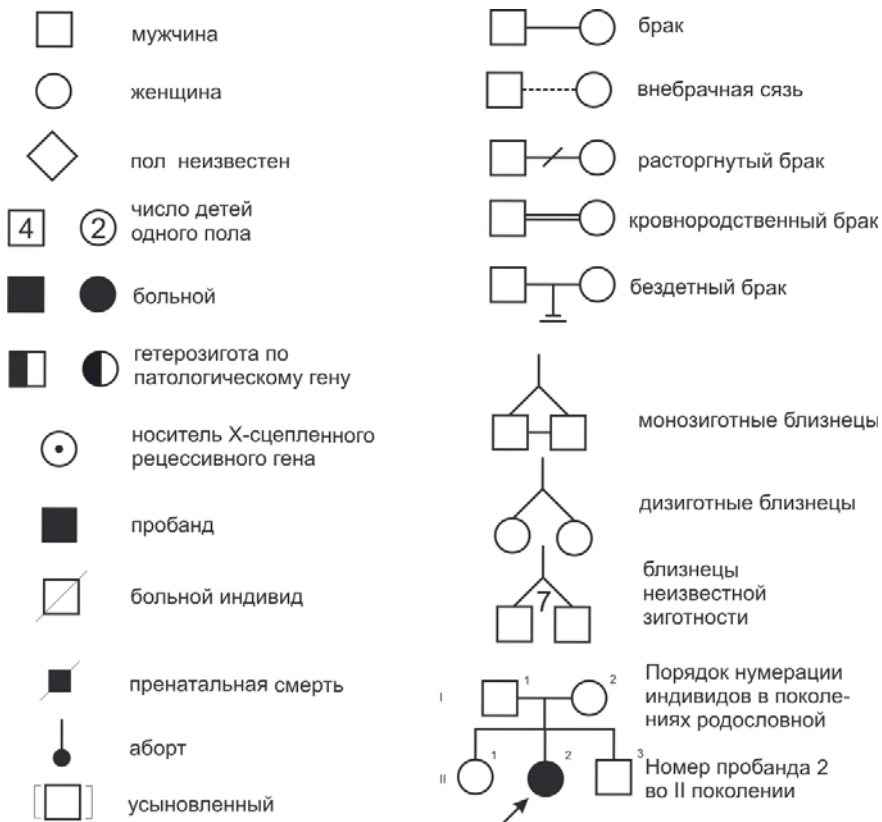 мужчина
женщина
пол неизвестен
4
2
число детей
одного пола
больной
гетерозигота по
патологическому гену
носитель Х-сцепленного
рецессивного гена
пробанд
больной индивид
пренатальная смерть
аборт
усыновленный
брак
внебрачная сязь
расторгнутый брак
кровнородственный брак
бездетный брак
монозиготные близнецы
дизиготные близнецы
7
близнецы
неизвестной
зиготности
I
1
2
Порядок нумерации
индивидов в поколе-
ниях родословной
II
1
2
3
Номер пробанда 2
во II поколении